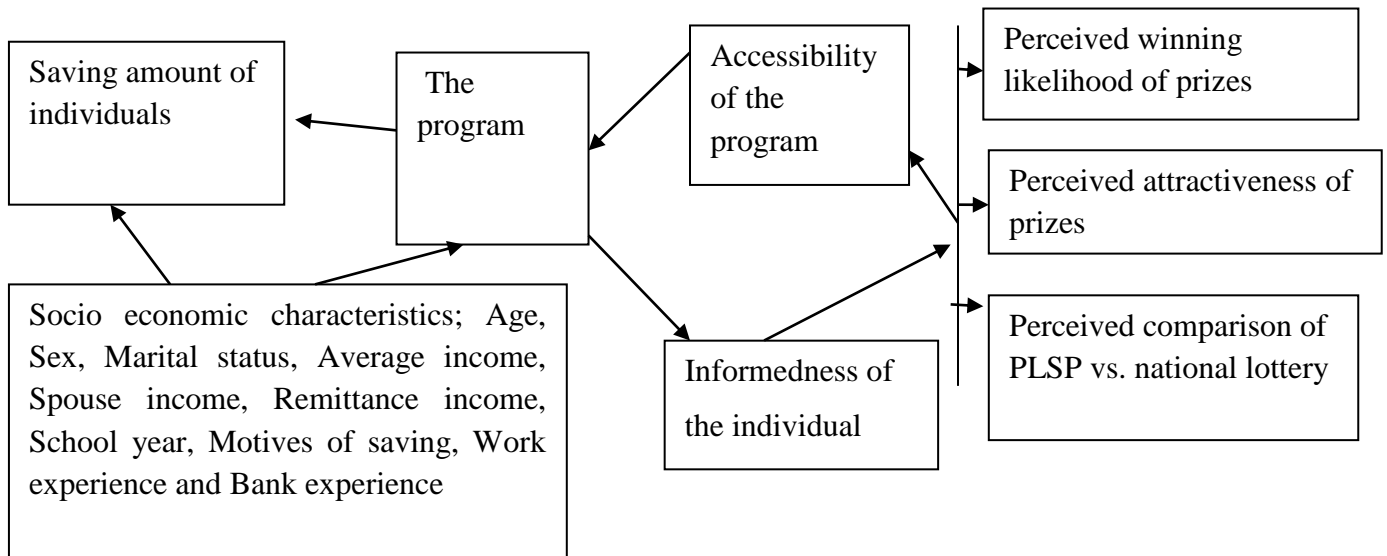 Saving amount of
individuals
The
program
Accessibility
of the
program
Perceived winning
likelihood of prizes
Perceived attractiveness of
prizes
Perceived comparison of
PLSP vs. national lottery
Socio economic characteristics; Age,
Sex, Marital status, Average income,
Spouse income, Remittance income,
School year, Motives of saving, Work
experience and Bank experience
Informedness of
the individual